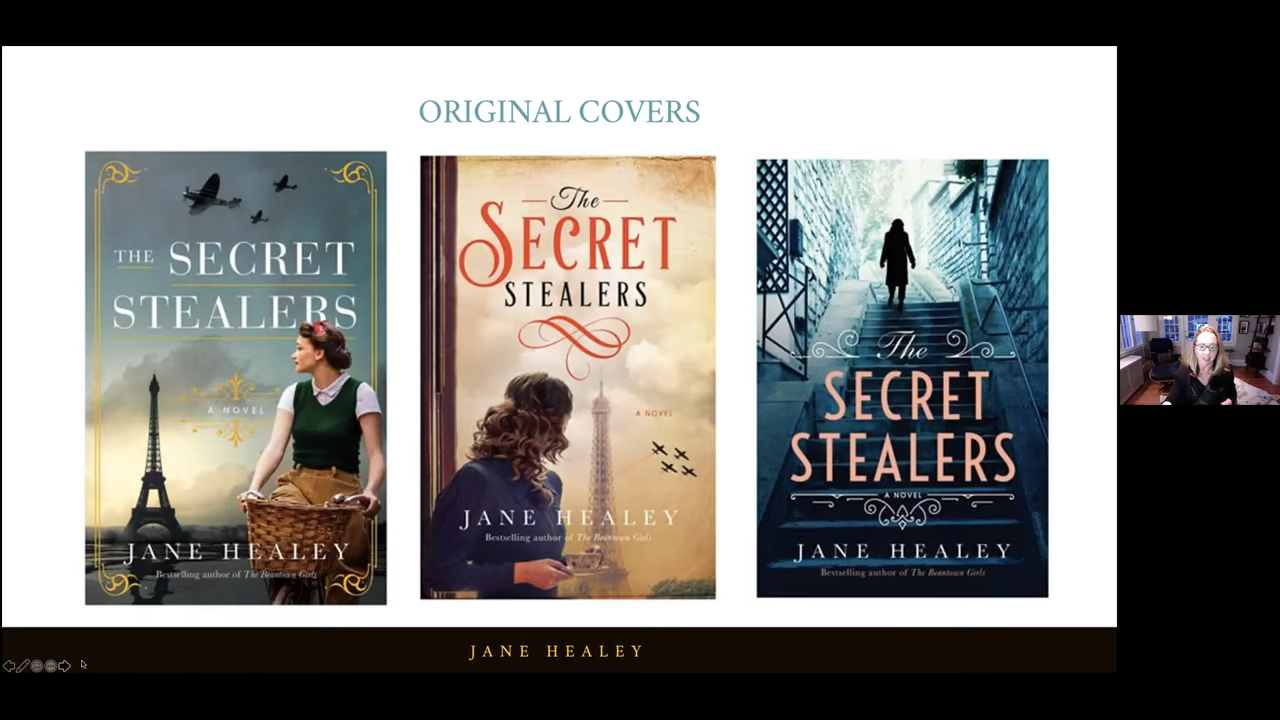 ORIGINAL COVERS
THE SECRET
STEALERS
A NOVEL
JANE HEALEY
Bestselling author of The Beantown Girls
The
SECRET
STEALERS
A NOVEL
JANE HEALEY
Bestselling author of The Beantown Girls
The
SECRET
STEALERS
A NOVEL
JANE HEALEY
Bestselling author of The Beantown Girls
JANE HEALEY